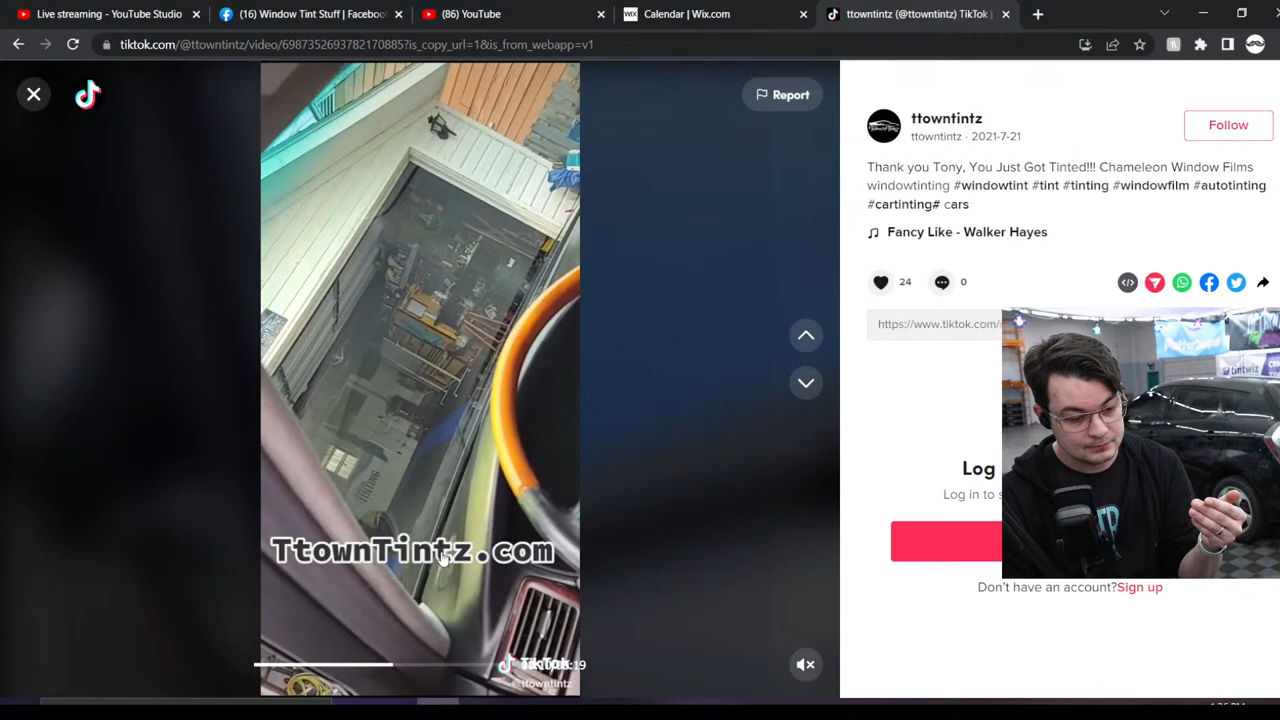 Live streaming - YouTube Studio
(16) Window Tint Stuff | Facebook
(86) YouTube
WIX Calendar | Wix.com
ttowntintz (@ttowntintz) TikTok |
tiktok.com/@ttowntintz/video/6987352693782170885?is_copy_url=1&is_from_webapp=v1
Report
ttowntintz
ttowntintz · 2021-7-21
Follow
Thank you Tony, You Just Got Tinted!!! Chameleon Window Films
windowtinting #windowtint #tint #tinting #windowfilm #autotinting
#cartinting# cars
Fancy Like - Walker Hayes
24
0
https://www.tiktok.com/
Log
Log in to s
Don't have an account? Sign up
TtownTintz.com
TikTok
@ttowntintz
tintwiz